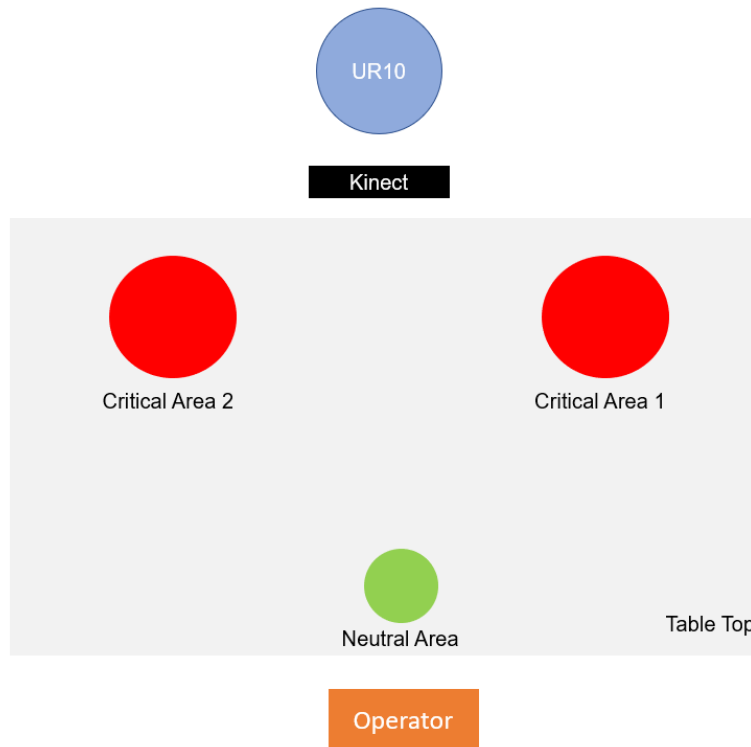 UR10
Kinect
Critical Area 2
Critical Area 1
Neutral Area
Table Top
Operator